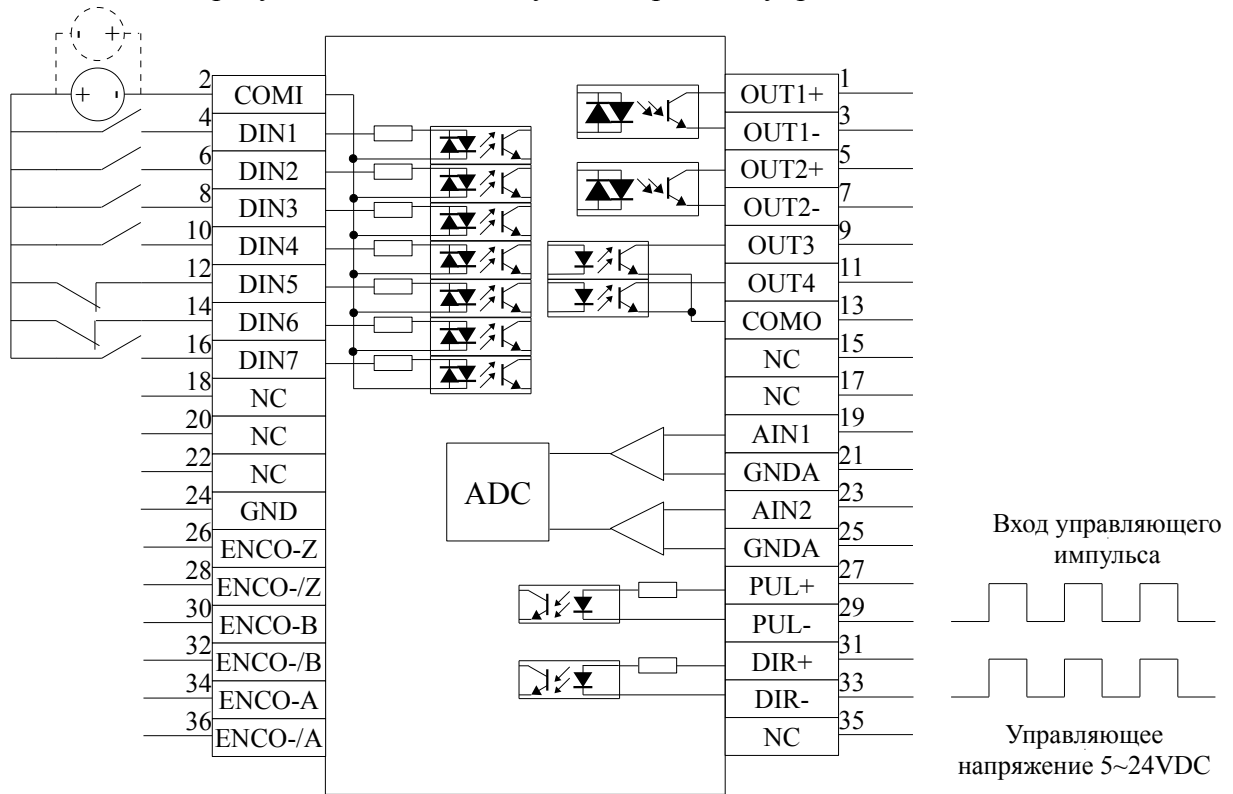 2 COMI
4 DIN1
6 DIN2
8 DIN3
10 DIN4
12 DIN5
14 DIN6
16 DIN7
18 NC
20 NC
22 NC
24 GND
26 ENCO-Z
28 ENCO-/Z
30 ENCO-B
32 ENCO-/B
34 ENCO-A
36 ENCO-/A
+ -
- +
ADC
OUT1+ 1
OUT1- 3
OUT2+ 5
OUT2- 7
OUT3 9
OUT4 11
COMO 13
NC 15
NC 17
AIN1 19
GNDA 21
AIN2 23
GNDA 25
PUL+ 27
PUL- 29
DIR+ 31
DIR- 33
NC 35
Вход управляющего
импульса
Управляющее
напряжение 5~24VDC